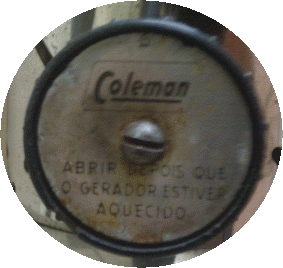 Coleman
ABRIR DEPOIS QUE
O GERADOR ESTIVER
AQUECIDO